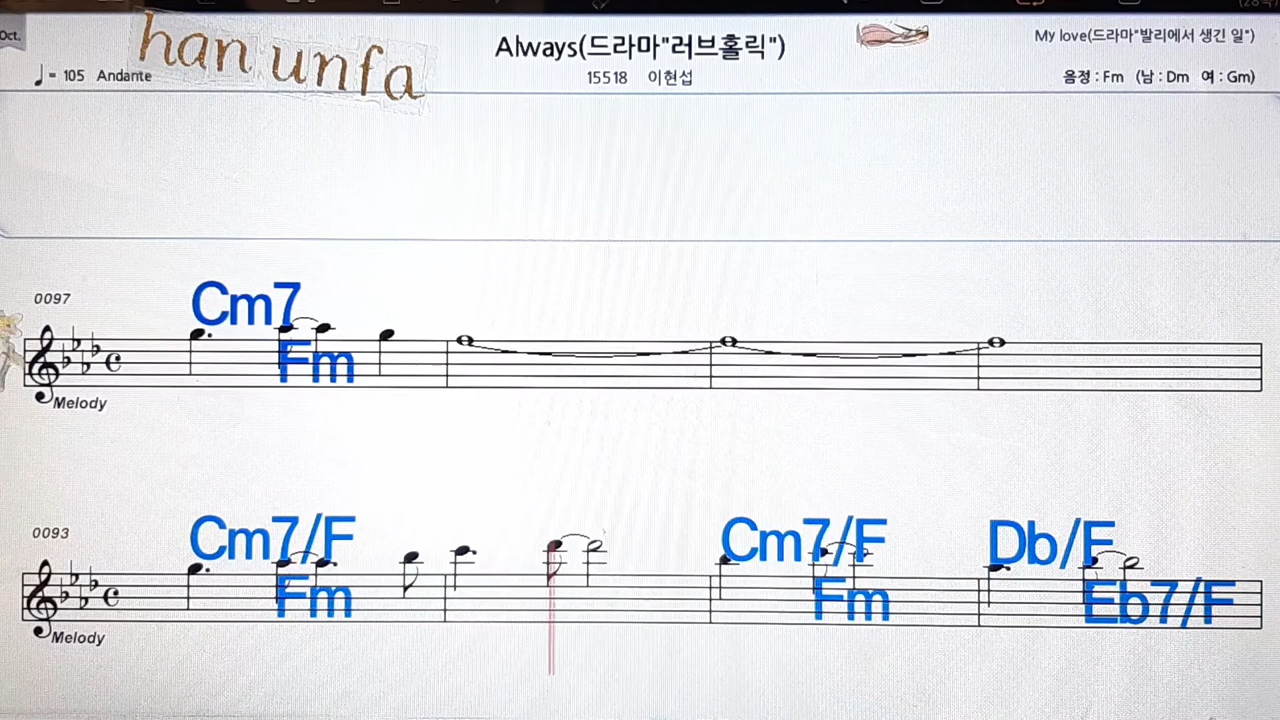 Oct.
han unfa
Always(드라마"러브홀릭")
My love(드라마"발리에서 생긴 일")
♩= 105 Andante
15518 이현섭
음정 : Fm (남 : Dm 여 : Gm)
0097
Cm7
Fm
Melody
0093
Cm7/F
Cm7/F
Db/F
Fm
Fm
Eb7/F
Melody